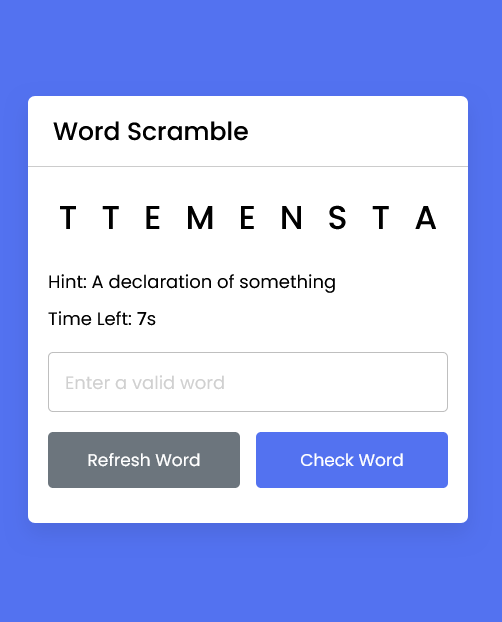 Word Scramble
T T E M E N S T A
Hint: A declaration of something
Time Left: 7s
Enter a valid word
Refresh Word Check Word